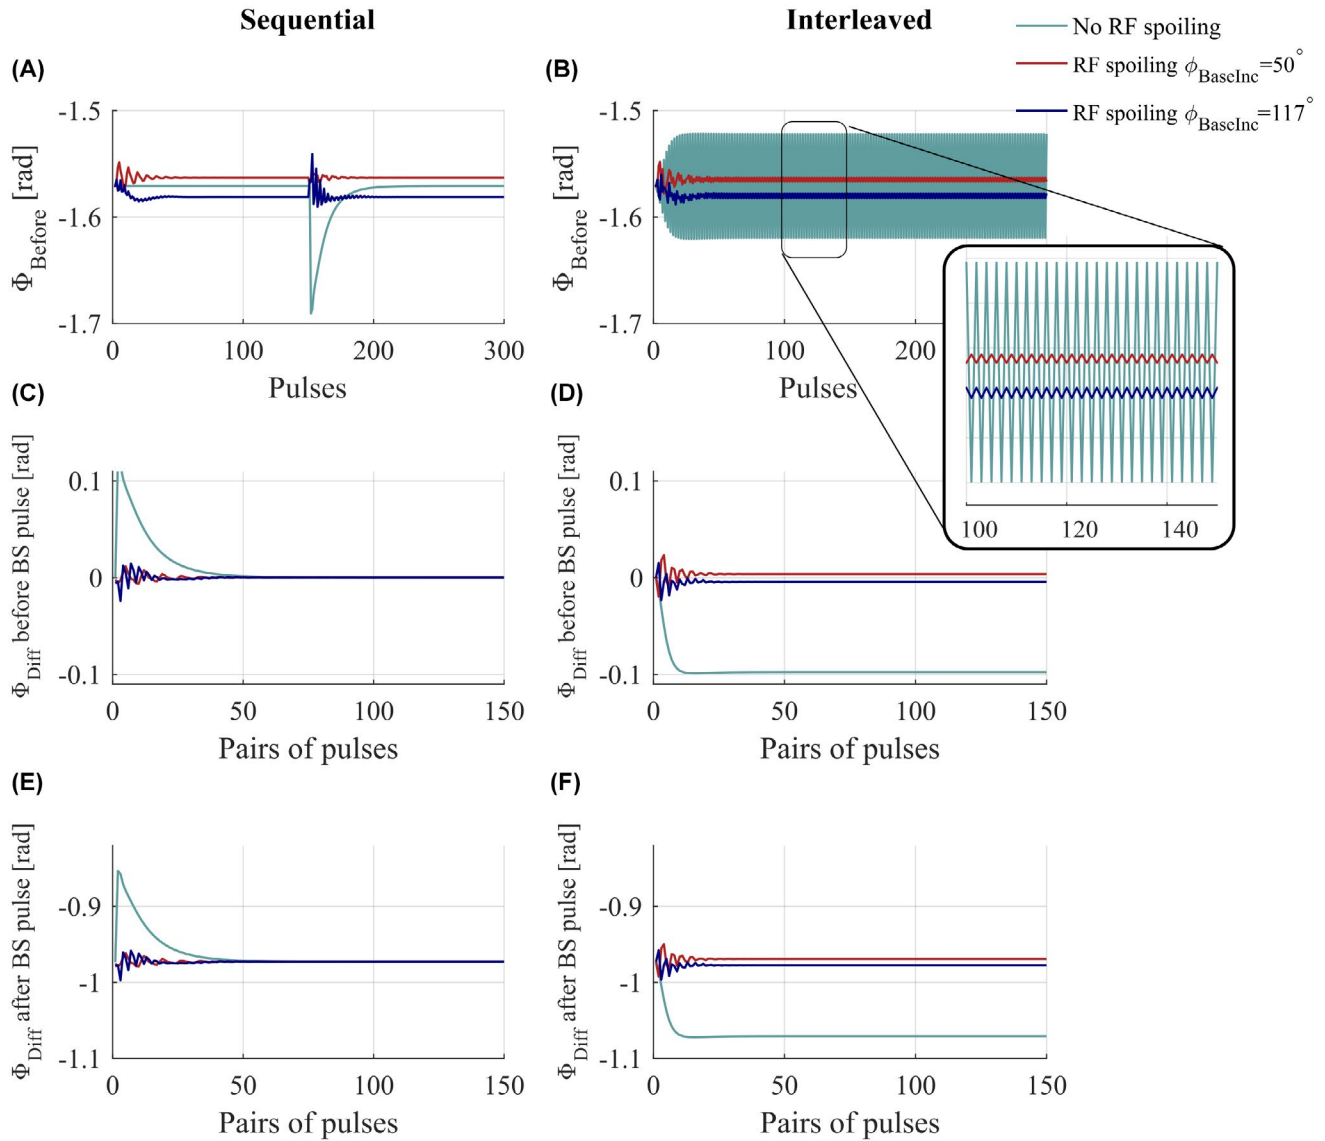 Sequential
Interleaved
No RF spoiling
RF spoiling ϕBaseInc=50°
RF spoiling ϕBaseInc=117°
(A)
-1.5
-1.6
-1.7
ΦBefore [rad]
0 100 200 300
Pulses
(B)
-1.5
-1.6
-1.7
ΦBefore [rad]
0 100 200
Pulses
100 120 140
(C)
0.1
0
-0.1
ΦDiff before BS pulse [rad]
0 50 100 150
Pairs of pulses
(D)
0.1
0
-0.1
ΦDiff before BS pulse [rad]
0 50 100 150
Pairs of pulses
(E)
-0.9
-1
-1.1
ΦDiff after BS pulse [rad]
0 50 100 150
Pairs of pulses
(F)
-0.9
-1
-1.1
ΦDiff after BS pulse [rad]
0 50 100 150
Pairs of pulses